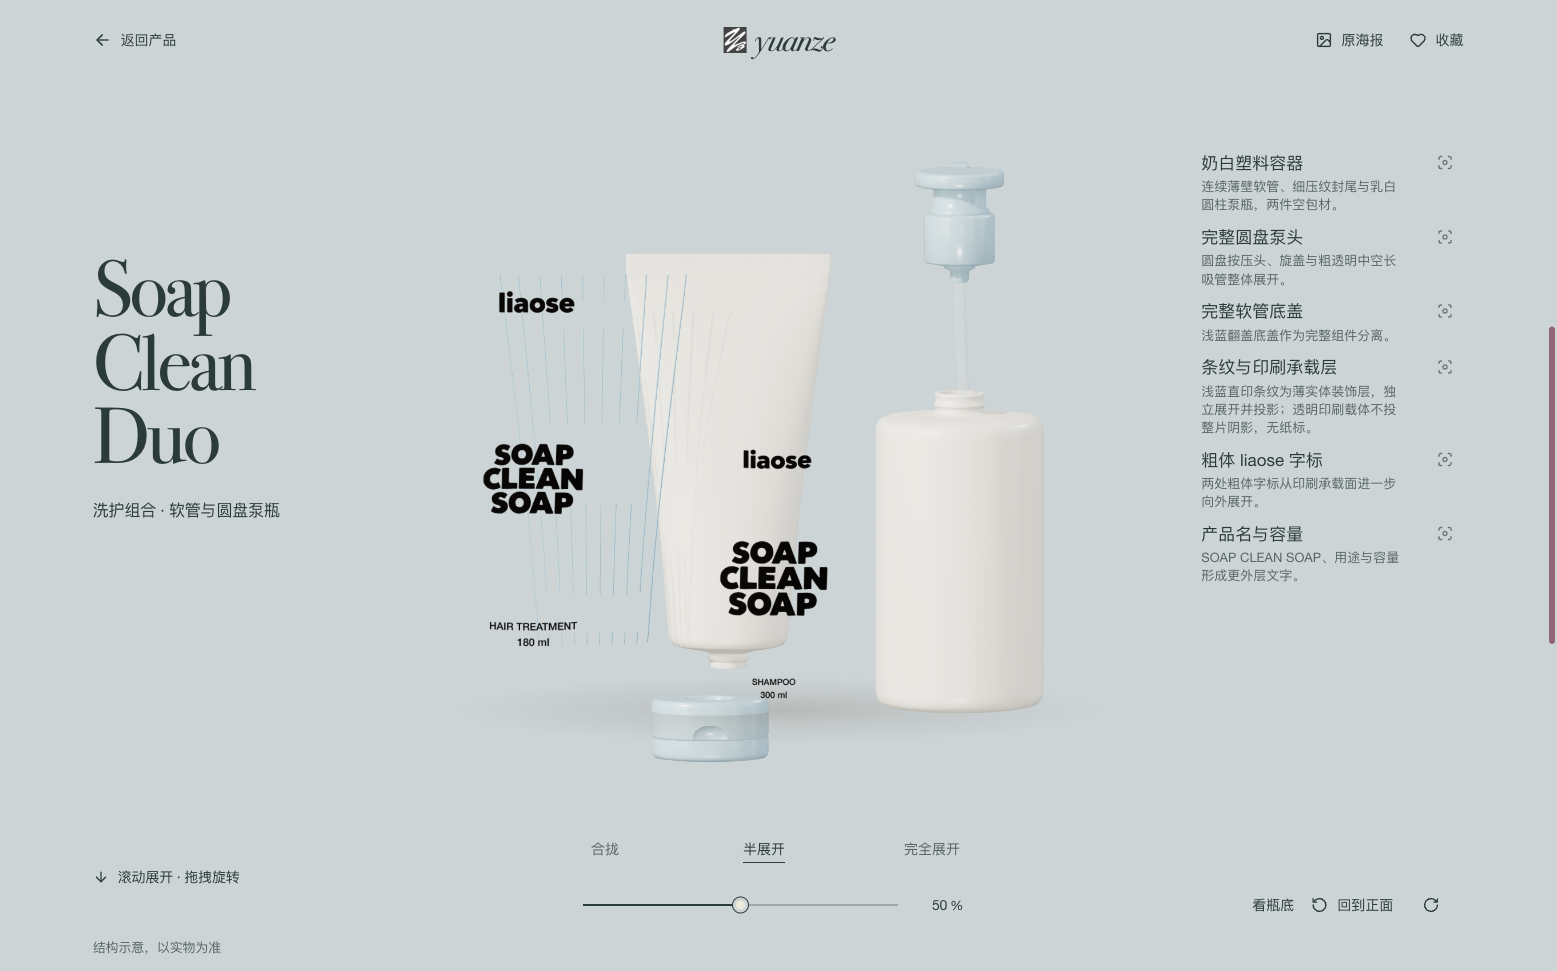 返回产品
yuanze
原海报
收藏
Soap
Clean
Duo
洗护组合 · 软管与圆盘泵瓶
liaose
SOAP
CLEAN
SOAP
HAIR TREATMENT
180 ml
liaose
SOAP
CLEAN
SOAP
SHAMPOO
300 ml
奶白塑料容器
连续薄壁软管、细压纹封尾与乳白
圆柱泵瓶，两件空包材。
完整圆盘泵头
圆盘按压头、旋盖与粗透明中空长
吸管整体展开。
完整软管底盖
浅蓝翻盖底盖作为完整组件分离。
条纹与印刷承载层
浅蓝直印条纹为薄实体装饰层，独
立展开并投影；透明印刷载体不投
整片阴影，无纸标。
粗体 liaose 字标
两处粗体字标从印刷承载面进一步
向外展开。
产品名与容量
SOAP CLEAN SOAP、用途与容量
形成更外层文字。
合拢
半展开
完全展开
50 %
滚动展开 · 拖拽旋转
看瓶底
回到正面
结构示意，以实物为准